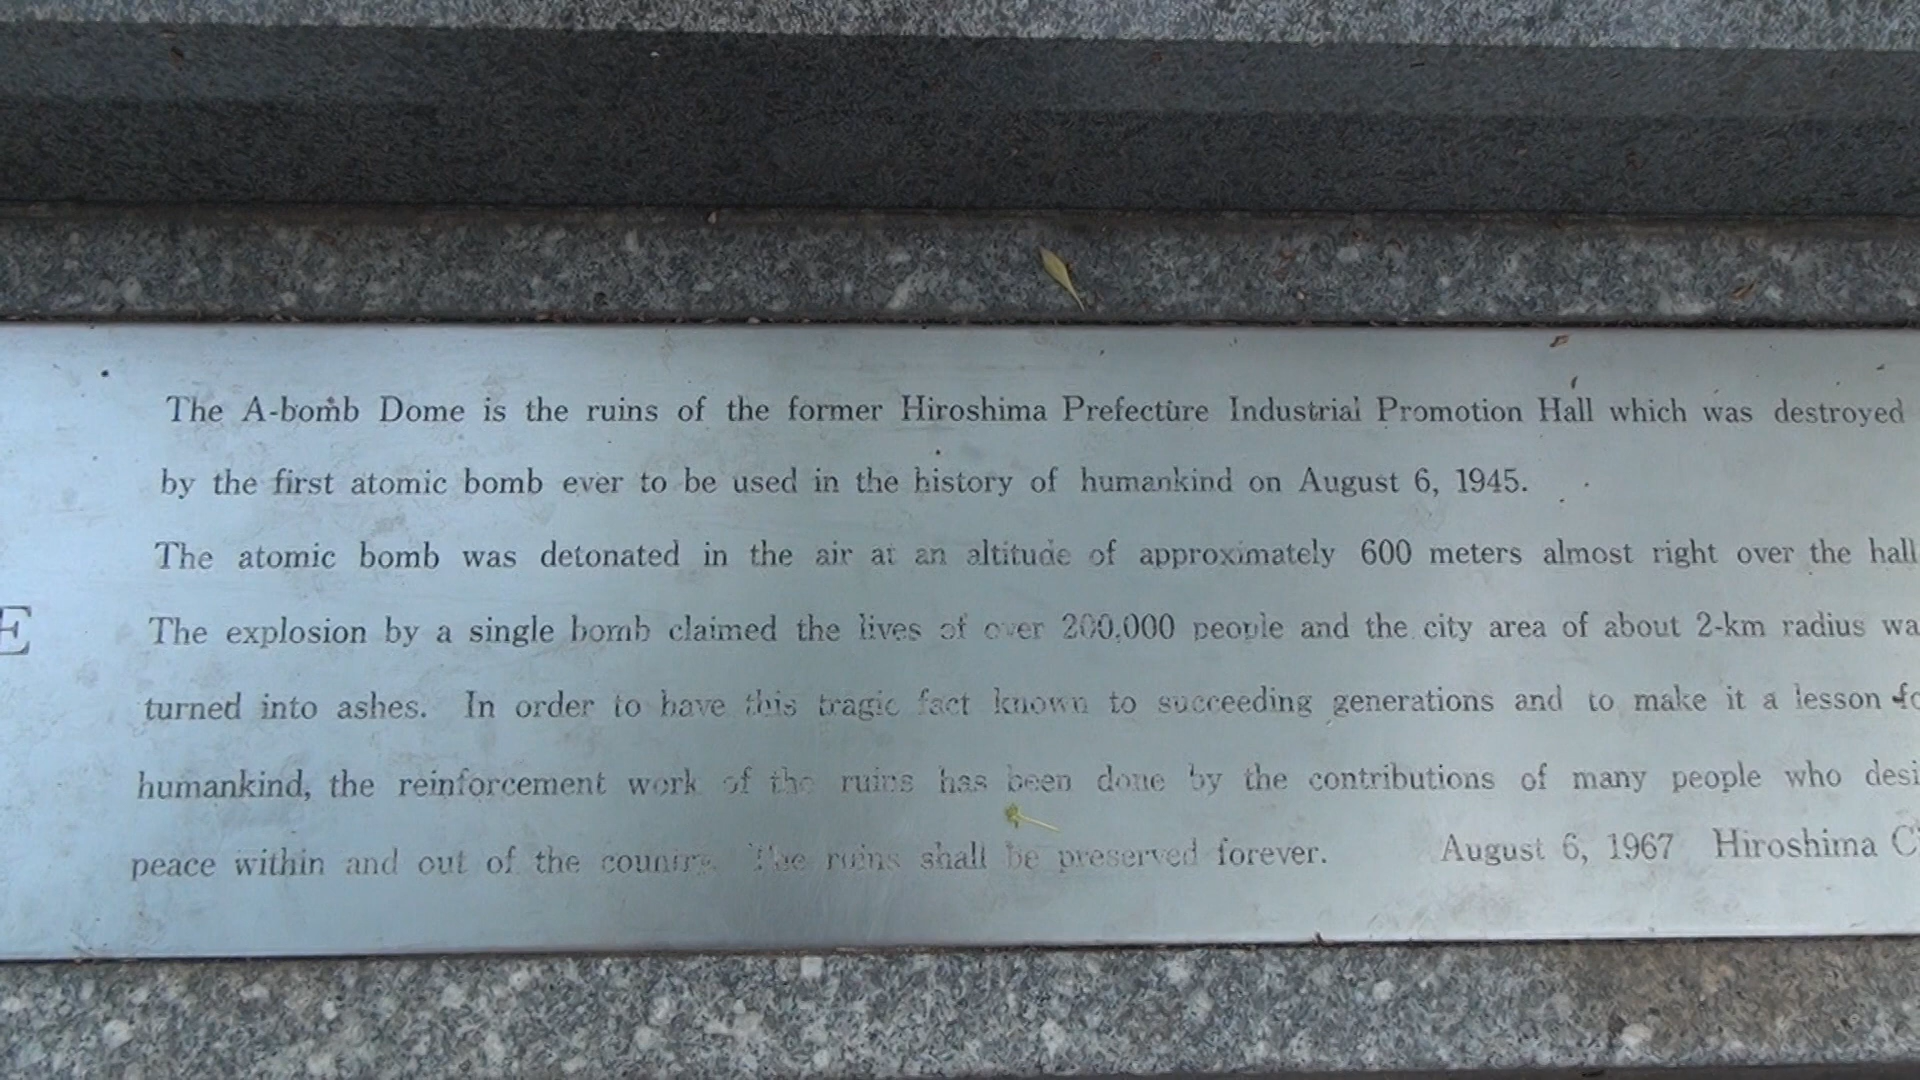 The A-bomb Dome is the ruins of the former Hiroshima Prefecture Industrial Promotion Hall which was destroyed
by the first atomic bomb ever to be used in the history of humankind on August 6, 1945.
The atomic bomb was detonated in the air at an altitude of approximately 600 meters almost right over the hall
E
The explosion by a single bomb claimed the lives of over 200,000 people and the city area of about 2-km radius wa
turned into ashes. In order to have this tragic fact known to succeeding generations and to make it a lesson fo
humankind, the reinforcement work of the ruins has been done by the contributions of many people who desi
peace within and out of the country. The ruins shall be preserved forever. August 6, 1967 Hiroshima C